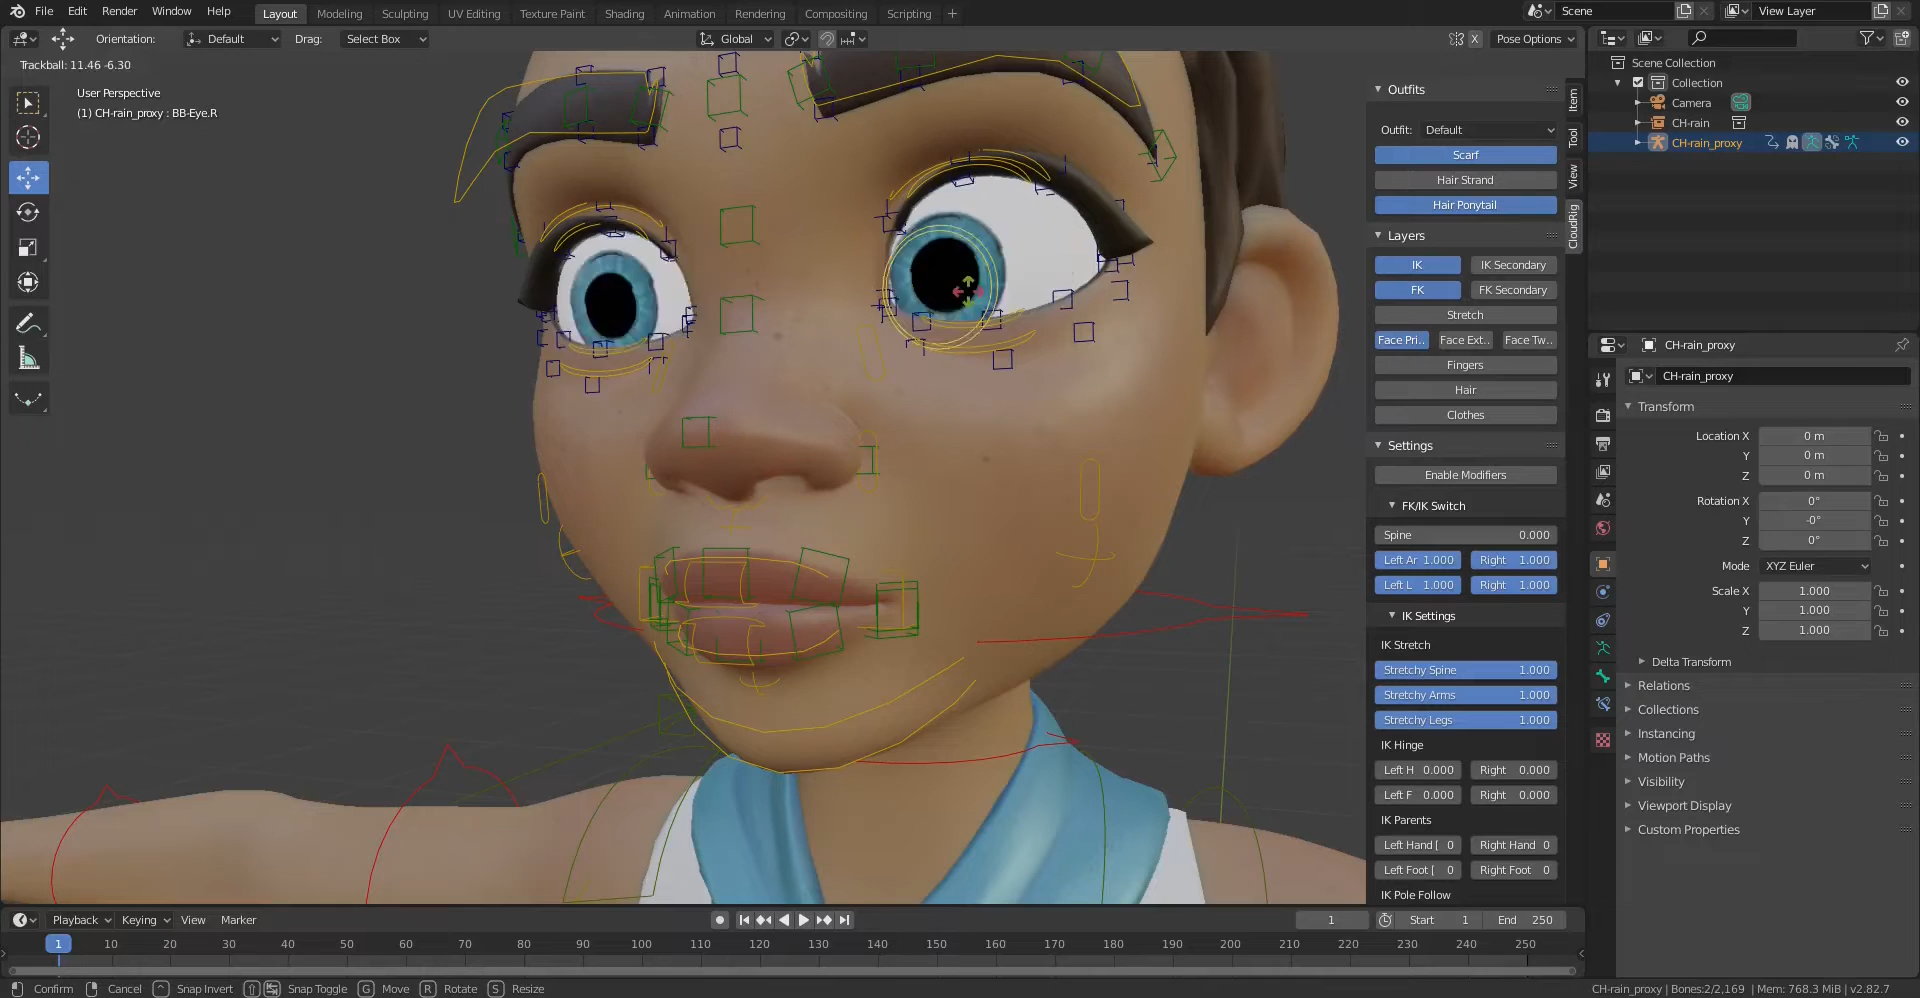 File Edit Render Window Help Layout Modeling Sculpting UV Editing Texture Paint Shading Animation Rendering Compositing Scripting + Scene View Layer
Orientation: Default Drag: Select Box Global X Pose Options
Trackball: 11.46 -6.30
User Perspective
(1) CH-rain_proxy : BB-Eye.R
Item
Tool
View
CloudRig
Outfits
Outfit: Default
Scarf
Hair Strand
Hair Ponytail
Layers
IK IK Secondary
FK FK Secondary
Stretch
Face Pri.. Face Ext.. Face Tw..
Fingers
Hair
Clothes
Settings
Enable Modifiers
FK/IK Switch
Spine 0.000
Left Ar 1.000 Right 1.000
Left L 1.000 Right 1.000
IK Settings
IK Stretch
Stretchy Spine 1.000
Stretchy Arms 1.000
Stretchy Legs 1.000
IK Hinge
Left H 0.000 Right 0.000
Left F 0.000 Right 0.000
IK Parents
Left Hand [ 0 Right Hand 0
Left Foot [ 0 Right Foot 0
IK Pole Follow
Scene Collection
Collection
Camera
CH-rain
CH-rain_proxy
CH-rain_proxy
CH-rain_proxy
Transform
Location X 0 m
Y 0 m
Z 0 m
Rotation X 0°
Y -0°
Z 0°
Mode XYZ Euler
Scale X 1.000
Y 1.000
Z 1.000
Delta Transform
Relations
Collections
Instancing
Motion Paths
Visibility
Viewport Display
Custom Properties
Playback Keying View Marker 1 Start 1 End 250
1 10 20 30 40 50 60 70 80 90 100 110 120 130 140 150 160 170 180 190 200 210 220 230 240 250
Confirm Cancel Snap Invert Snap Toggle G Move R Rotate S Resize CH-rain_proxy | Bones:2/2,169 | Mem: 768.3 MiB | v2.82.7